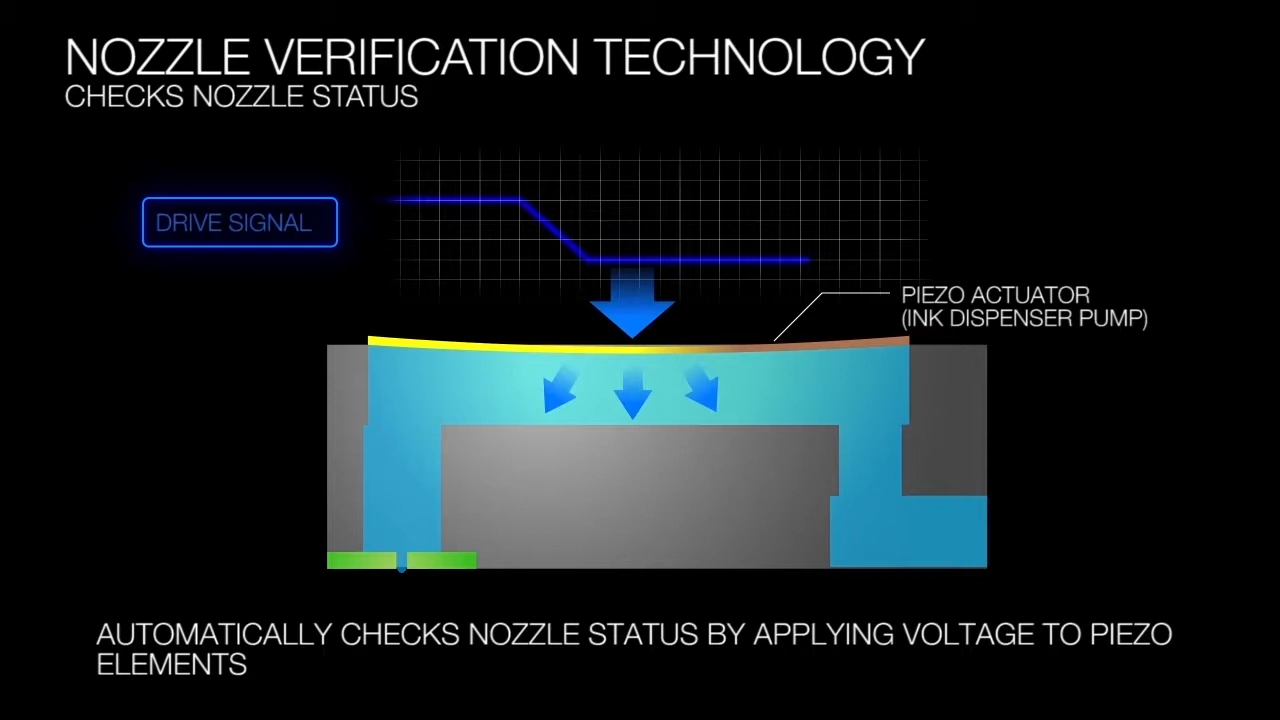 NOZZLE VERIFICATION TECHNOLOGY
CHECKS NOZZLE STATUS
DRIVE SIGNAL
PIEZO ACTUATOR
(INK DISPENSER PUMP)
AUTOMATICALLY CHECKS NOZZLE STATUS BY APPLYING VOLTAGE TO PIEZO
ELEMENTS